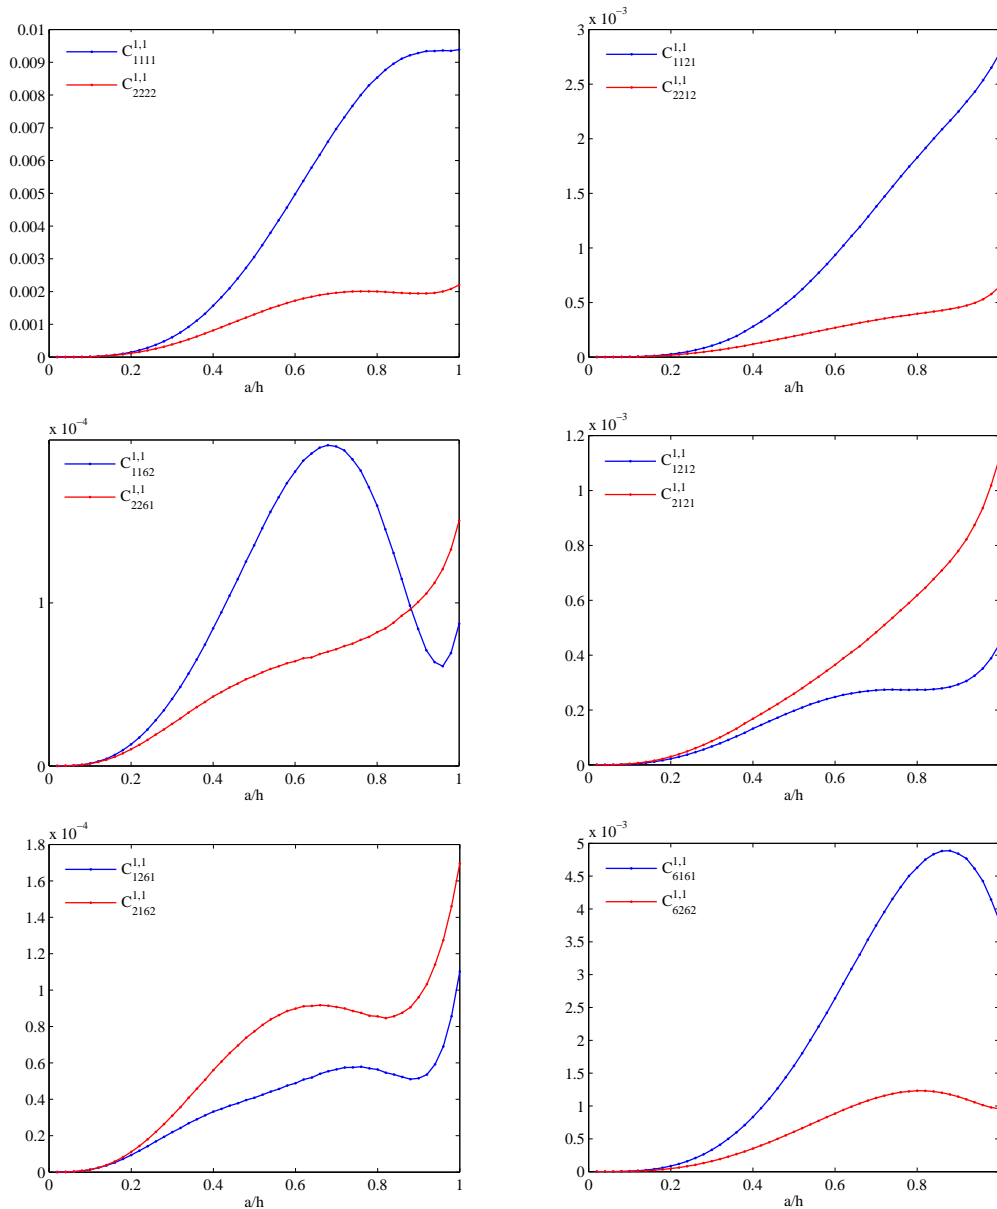 0.01
0.009
0.008
0.007
0.006
0.005
0.004
0.003
0.002
0.001
0
C^{1,1}_{1111}
C^{1,1}_{2222}
0 0.2 0.4 0.6 0.8 1
a/h
x 10^{-3}
3
2.5
2
1.5
1
0.5
0
C^{1,1}_{1121}
C^{1,1}_{2212}
0 0.2 0.4 0.6 0.8
a/h
x 10^{-4}
1
0
C^{1,1}_{1162}
C^{1,1}_{2261}
0 0.2 0.4 0.6 0.8 1
a/h
x 10^{-3}
1.2
1
0.8
0.6
0.4
0.2
0
C^{1,1}_{1212}
C^{1,1}_{2121}
0 0.2 0.4 0.6 0.8
a/h
x 10^{-4}
1.8
1.6
1.4
1.2
1
0.8
0.6
0.4
0.2
0
C^{1,1}_{1261}
C^{1,1}_{2162}
0 0.2 0.4 0.6 0.8 1
a/h
x 10^{-3}
5
4.5
4
3.5
3
2.5
2
1.5
1
0.5
0
C^{1,1}_{6161}
C^{1,1}_{6262}
0 0.2 0.4 0.6 0.8
a/h